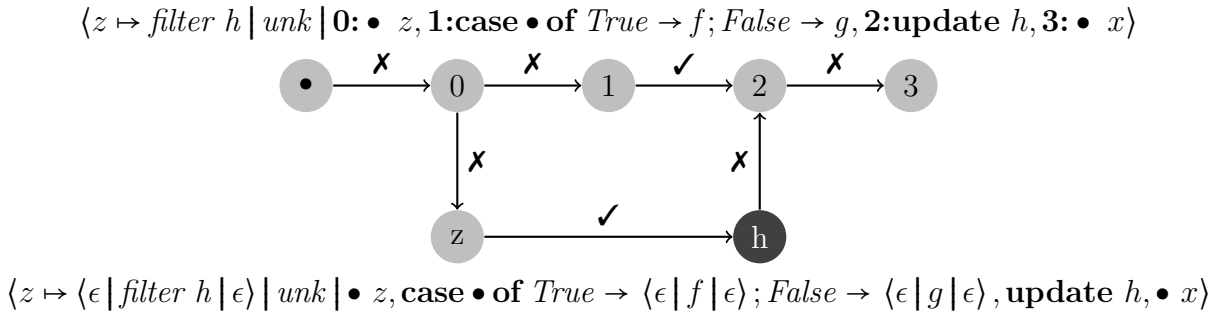 ⟨z ↦ filter h | unk | 0: • z, 1:case • of True → f; False → g, 2:update h, 3: • x⟩
✗ ✗ ✓ ✗
• 0 1 2 3
✗ ✗
✓
z h
⟨z ↦ ⟨ϵ | filter h | ϵ⟩ | unk | • z, case • of True → ⟨ϵ | f | ϵ⟩ ; False → ⟨ϵ | g | ϵ⟩ , update h, • x⟩